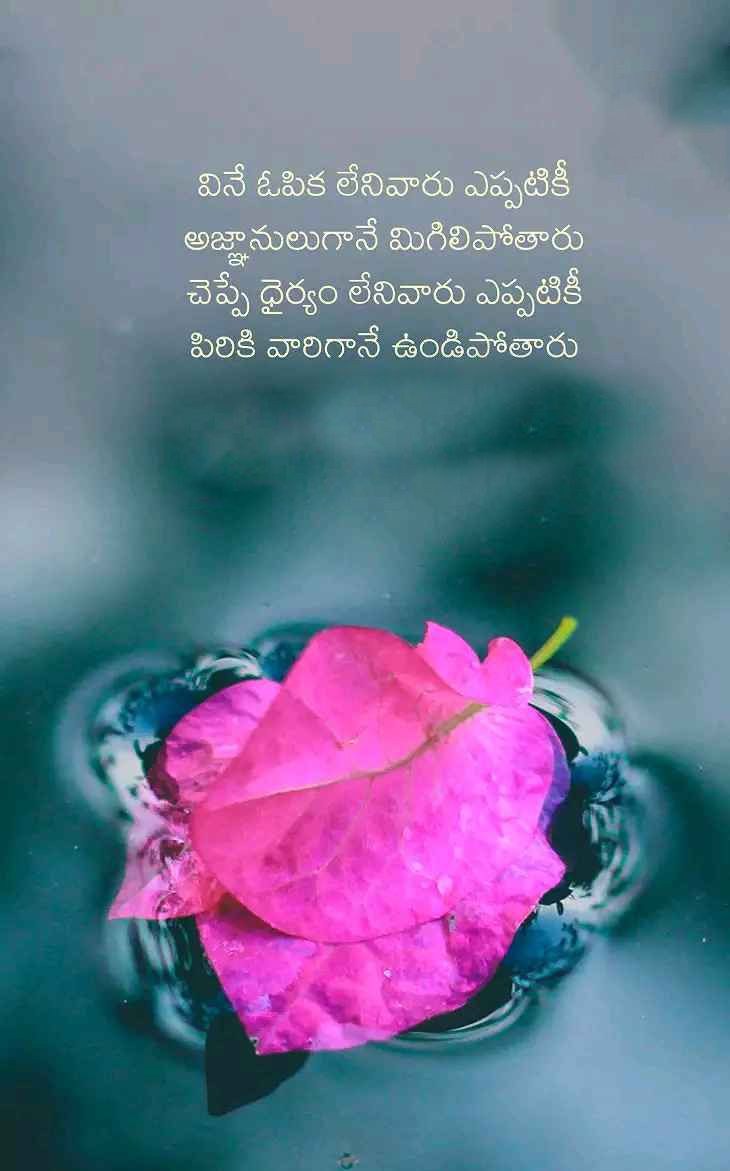 వినే ఓపిక లేనివారు ఎప్పటికీ
అజ్ఞానులుగానే మిగిలిపోతారు
చెప్పే ధైర్యం లేనివారు ఎప్పటికీ
పిరికి వారిగానే ఉండిపోతారు